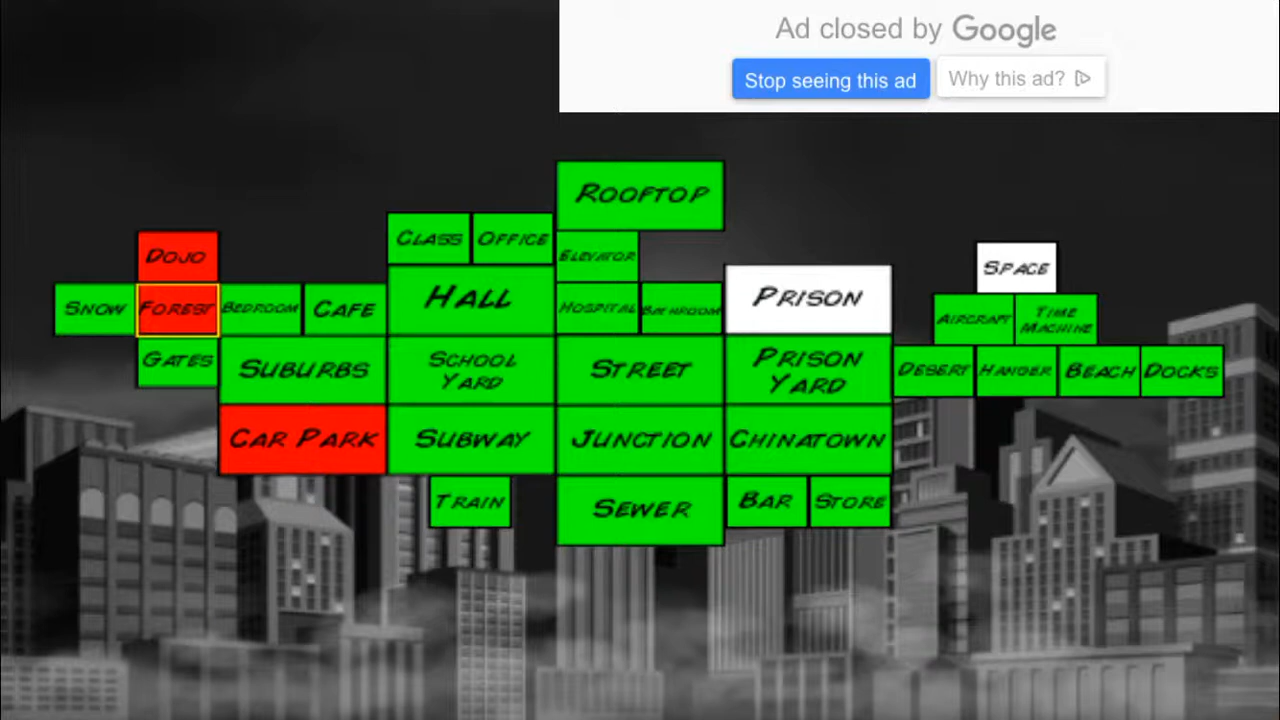 Ad closed by Google
Stop seeing this ad
Why this ad?
ROOFTOP
CLASS
OFFICE
ELEVATOR
DOJO
SPACE
HALL
PRISON
SNOW
FOREST
BEDROOM
CAFE
HOSPITAL
BATHROOM
AIRCRAFT
TIME
MACHINE
GATES
SUBURBS
SCHOOL
YARD
STREET
PRISON
YARD
DESERT
HANGER
BEACH
DOCKS
CAR PARK
SUBWAY
JUNCTION
CHINATOWN
TRAIN
SEWER
BAR
STORE